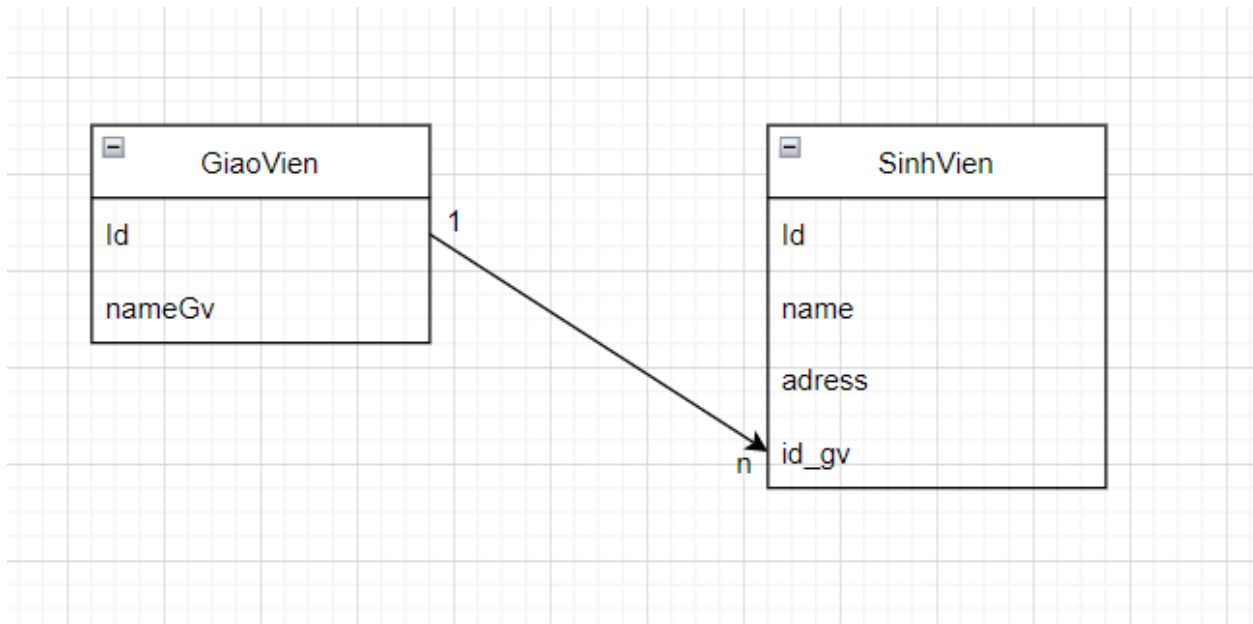 GiaoVien
Id
nameGv
1
n
SinhVien
Id
name
adress
id_gv